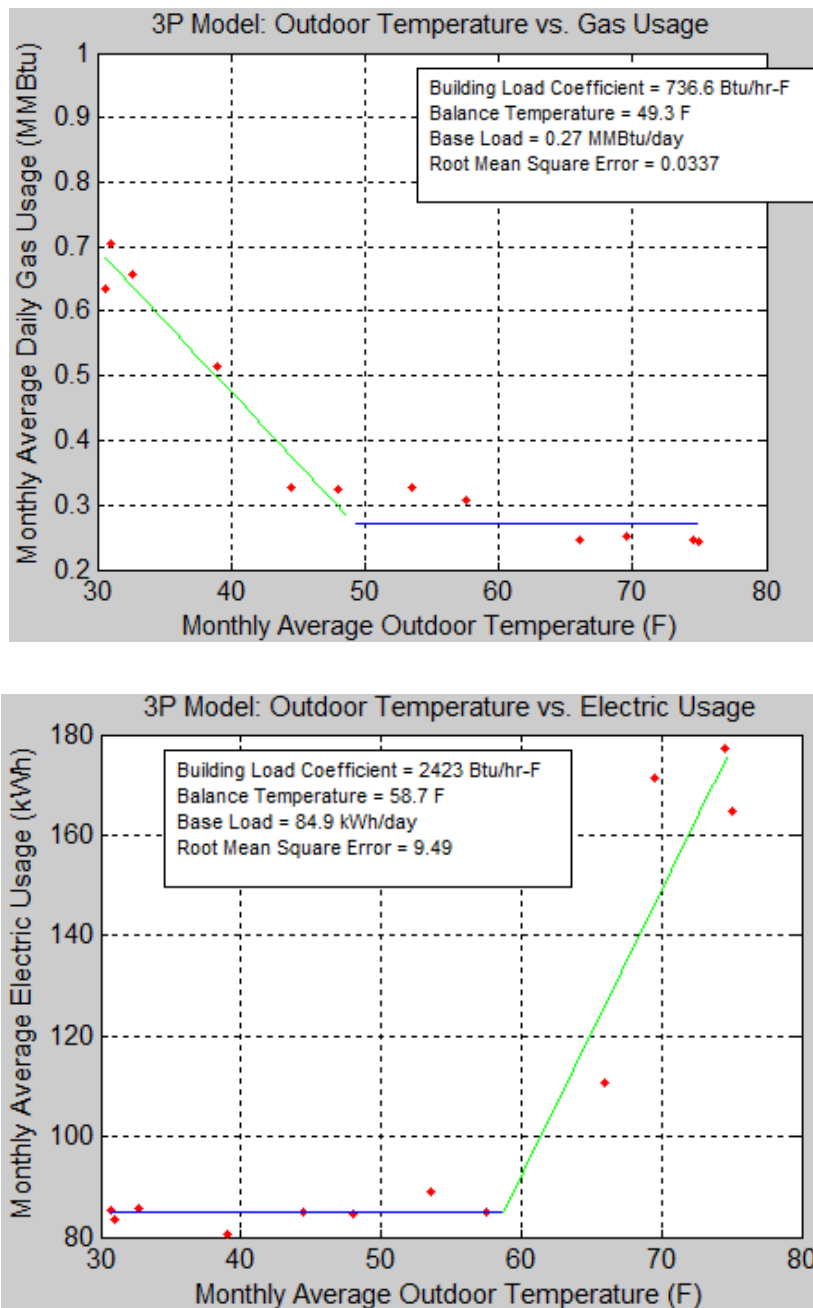 3P Model: Outdoor Temperature vs. Gas Usage
Monthly Average Daily Gas Usage (MMBtu)
1
0.9
0.8
0.7
0.6
0.5
0.4
0.3
0.2
Building Load Coefficient = 736.6 Btu/hr-F
Balance Temperature = 49.3 F
Base Load = 0.27 MMBtu/day
Root Mean Square Error = 0.0337
30 40 50 60 70 80
Monthly Average Outdoor Temperature (F)
3P Model: Outdoor Temperature vs. Electric Usage
Monthly Average Electric Usage (kWh)
180
160
140
120
100
80
Building Load Coefficient = 2423 Btu/hr-F
Balance Temperature = 58.7 F
Base Load = 84.9 kWh/day
Root Mean Square Error = 9.49
30 40 50 60 70 80
Monthly Average Outdoor Temperature (F)